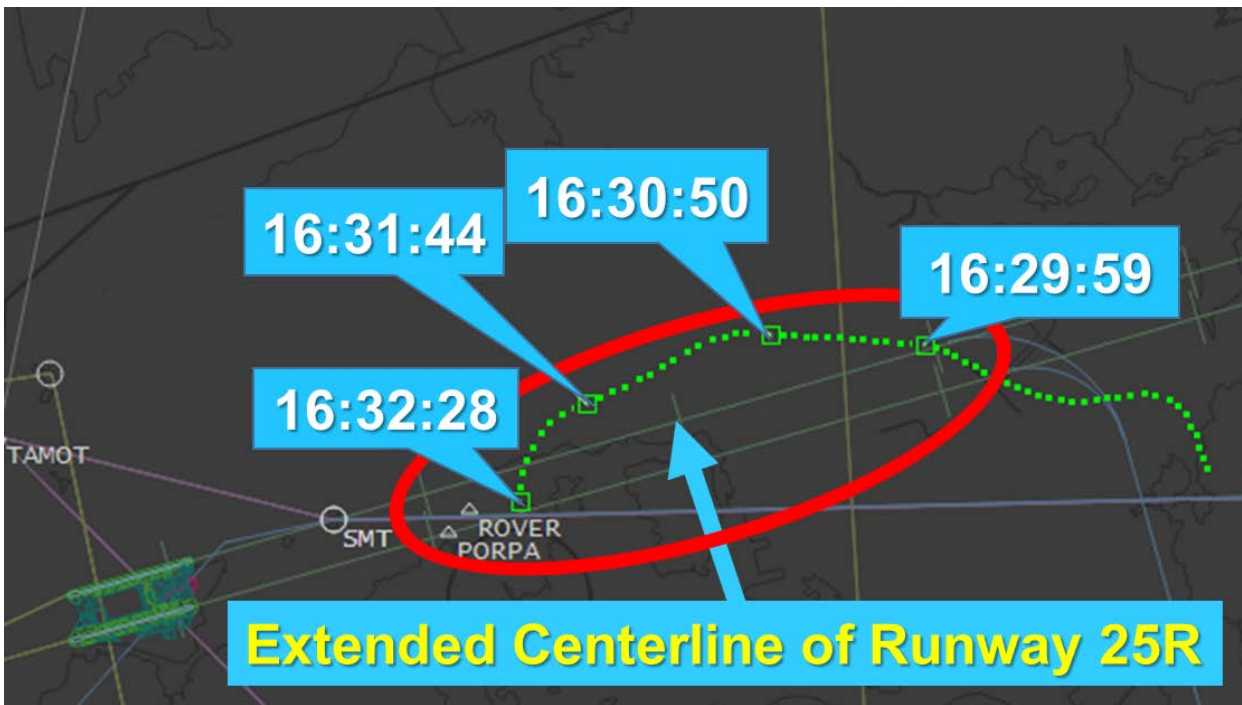 16:30:50
16:31:44
16:29:59
16:32:28
TAMOT
SMT
ROVER
PORPA
Extended Centerline of Runway 25R